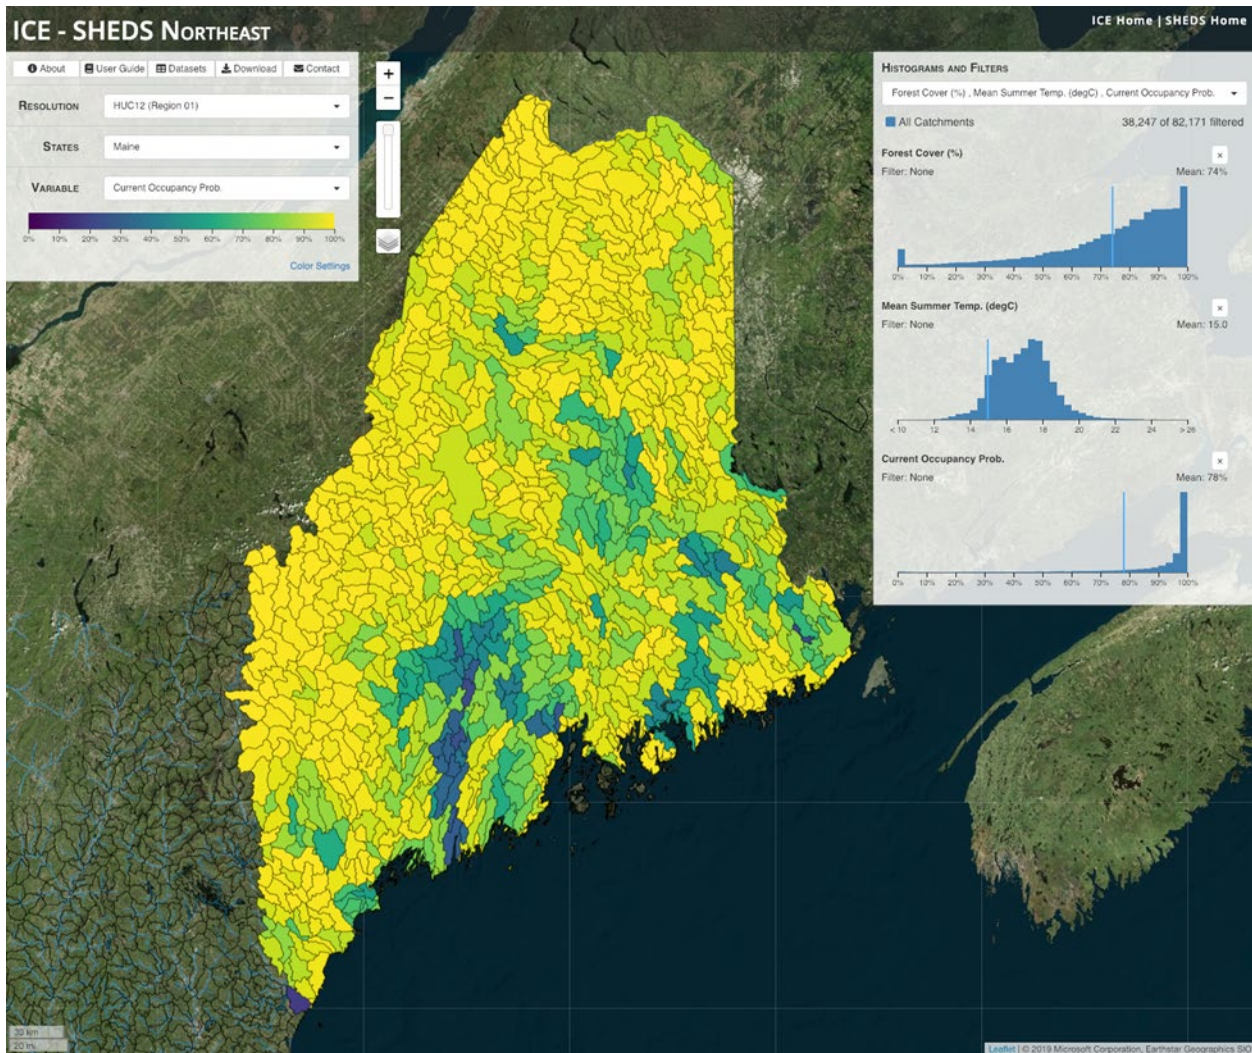 ICE - SHEDS NORTHEAST
ICE Home | SHEDS Home
About User Guide Datasets Download Contact
RESOLUTION HUC12 (Region 01)
STATES Maine
VARIABLE Current Occupancy Prob.
0% 10% 20% 30% 40% 50% 60% 70% 80% 90% 100%
Color Settings
+
−
HISTOGRAMS AND FILTERS
Forest Cover (%) , Mean Summer Temp. (degC) , Current Occupancy Prob.
All Catchments 38,247 of 82,171 filtered
Forest Cover (%) ×
Filter: None Mean: 74%
0% 10% 20% 30% 40% 50% 60% 70% 80% 90% 100%
Mean Summer Temp. (degC) ×
Filter: None Mean: 15.0
< 10 12 14 16 18 20 22 24 > 26
Current Occupancy Prob. ×
Filter: None Mean: 78%
0% 10% 20% 30% 40% 50% 60% 70% 80% 90% 100%
30 km
20 mi
Leaflet | © 2019 Microsoft Corporation, Earthstar Geographics SIO